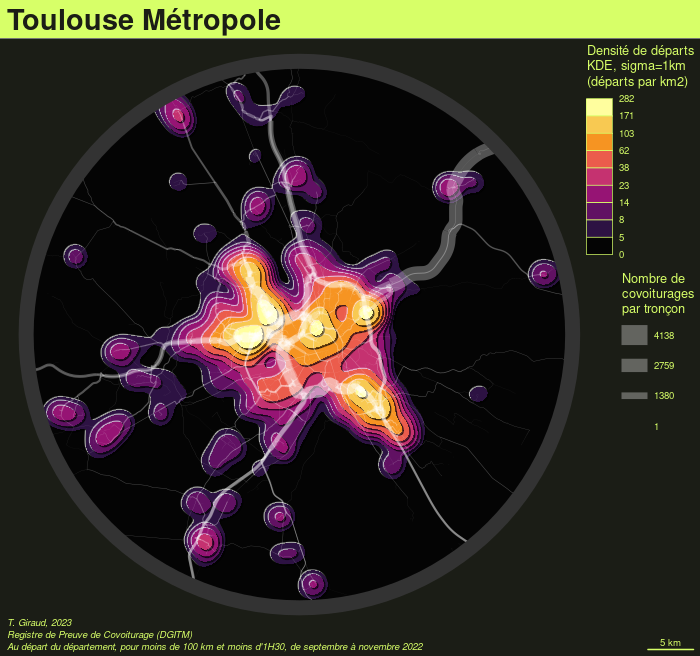 Toulouse Métropole
Densité de départs
KDE, sigma=1km
(départs par km2)
282
171
103
62
38
23
14
8
5
0
Nombre de
covoiturages
par tronçon
4138
2759
1380
1
T. Giraud, 2023
Registre de Preuve de Covoiturage (DGITM)
Au départ du département, pour moins de 100 km et moins d'1H30, de septembre à novembre 2022
5 km